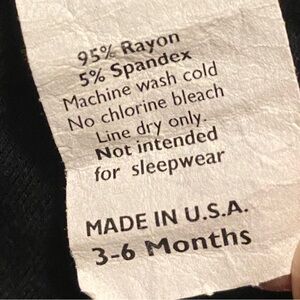 95% Rayon
5% Spandex
Machine wash cold
No chlorine bleach
Line dry only.
Not intended
for sleepwear
MADE IN U.S.A.
3-6 Months